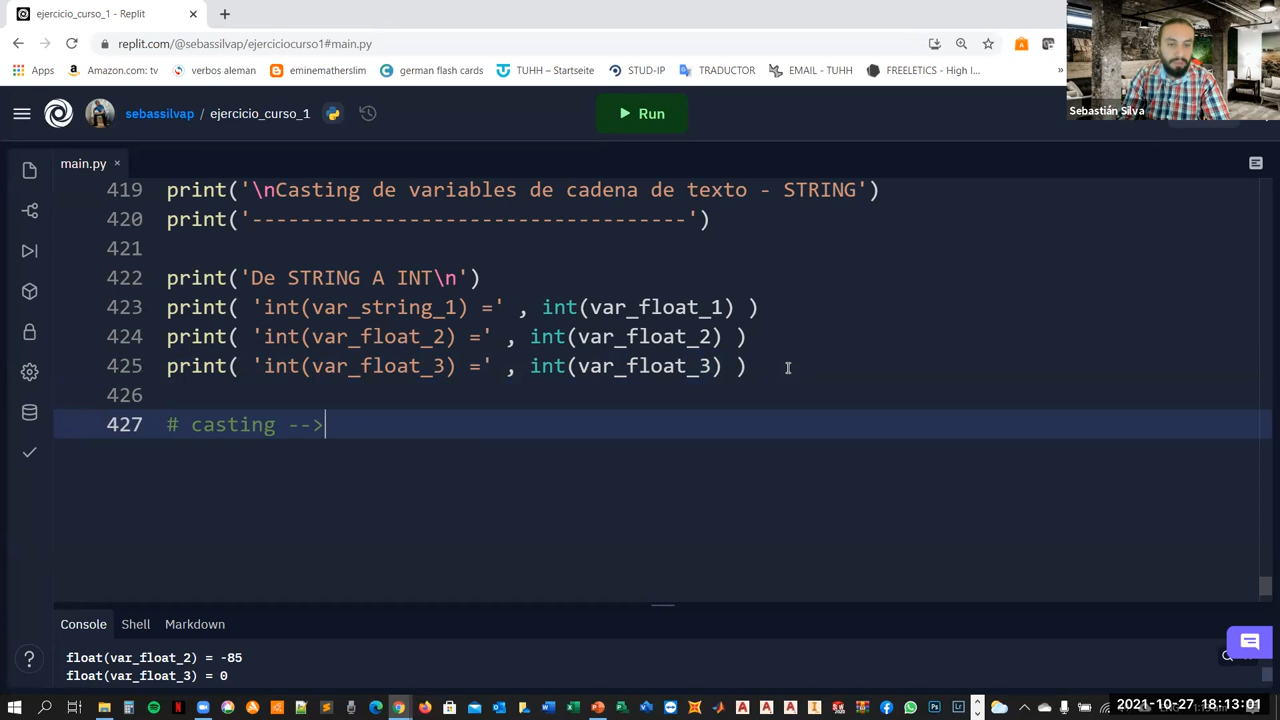 ejercicio_curso_1 - Replit
replit.com/@sebassilvap/ejerciciocurso1#main.py
Apps
Amazon.com: tv
verbos aleman
eminematherslim
german flash cards
TUHH – Startseite
STUD-IP
TRADUCTOR
EMAIL - TUHH
FREELETICS - High I...
»
Sebastián Silva
sebassilvap / ejercicio_curso_1
Run
main.py
419 print('\nCasting de variables de cadena de texto - STRING')
420 print('------------------------------------')
421
422 print('De STRING A INT\n')
423 print( 'int(var_string_1) =' , int(var_float_1) )
424 print( 'int(var_float_2) =' , int(var_float_2) )
425 print( 'int(var_float_3) =' , int(var_float_3) )
426
427 # casting -->
Console Shell Markdown
float(var_float_2) = -85
float(var_float_3) = 0
2021-10-27 18:13:01